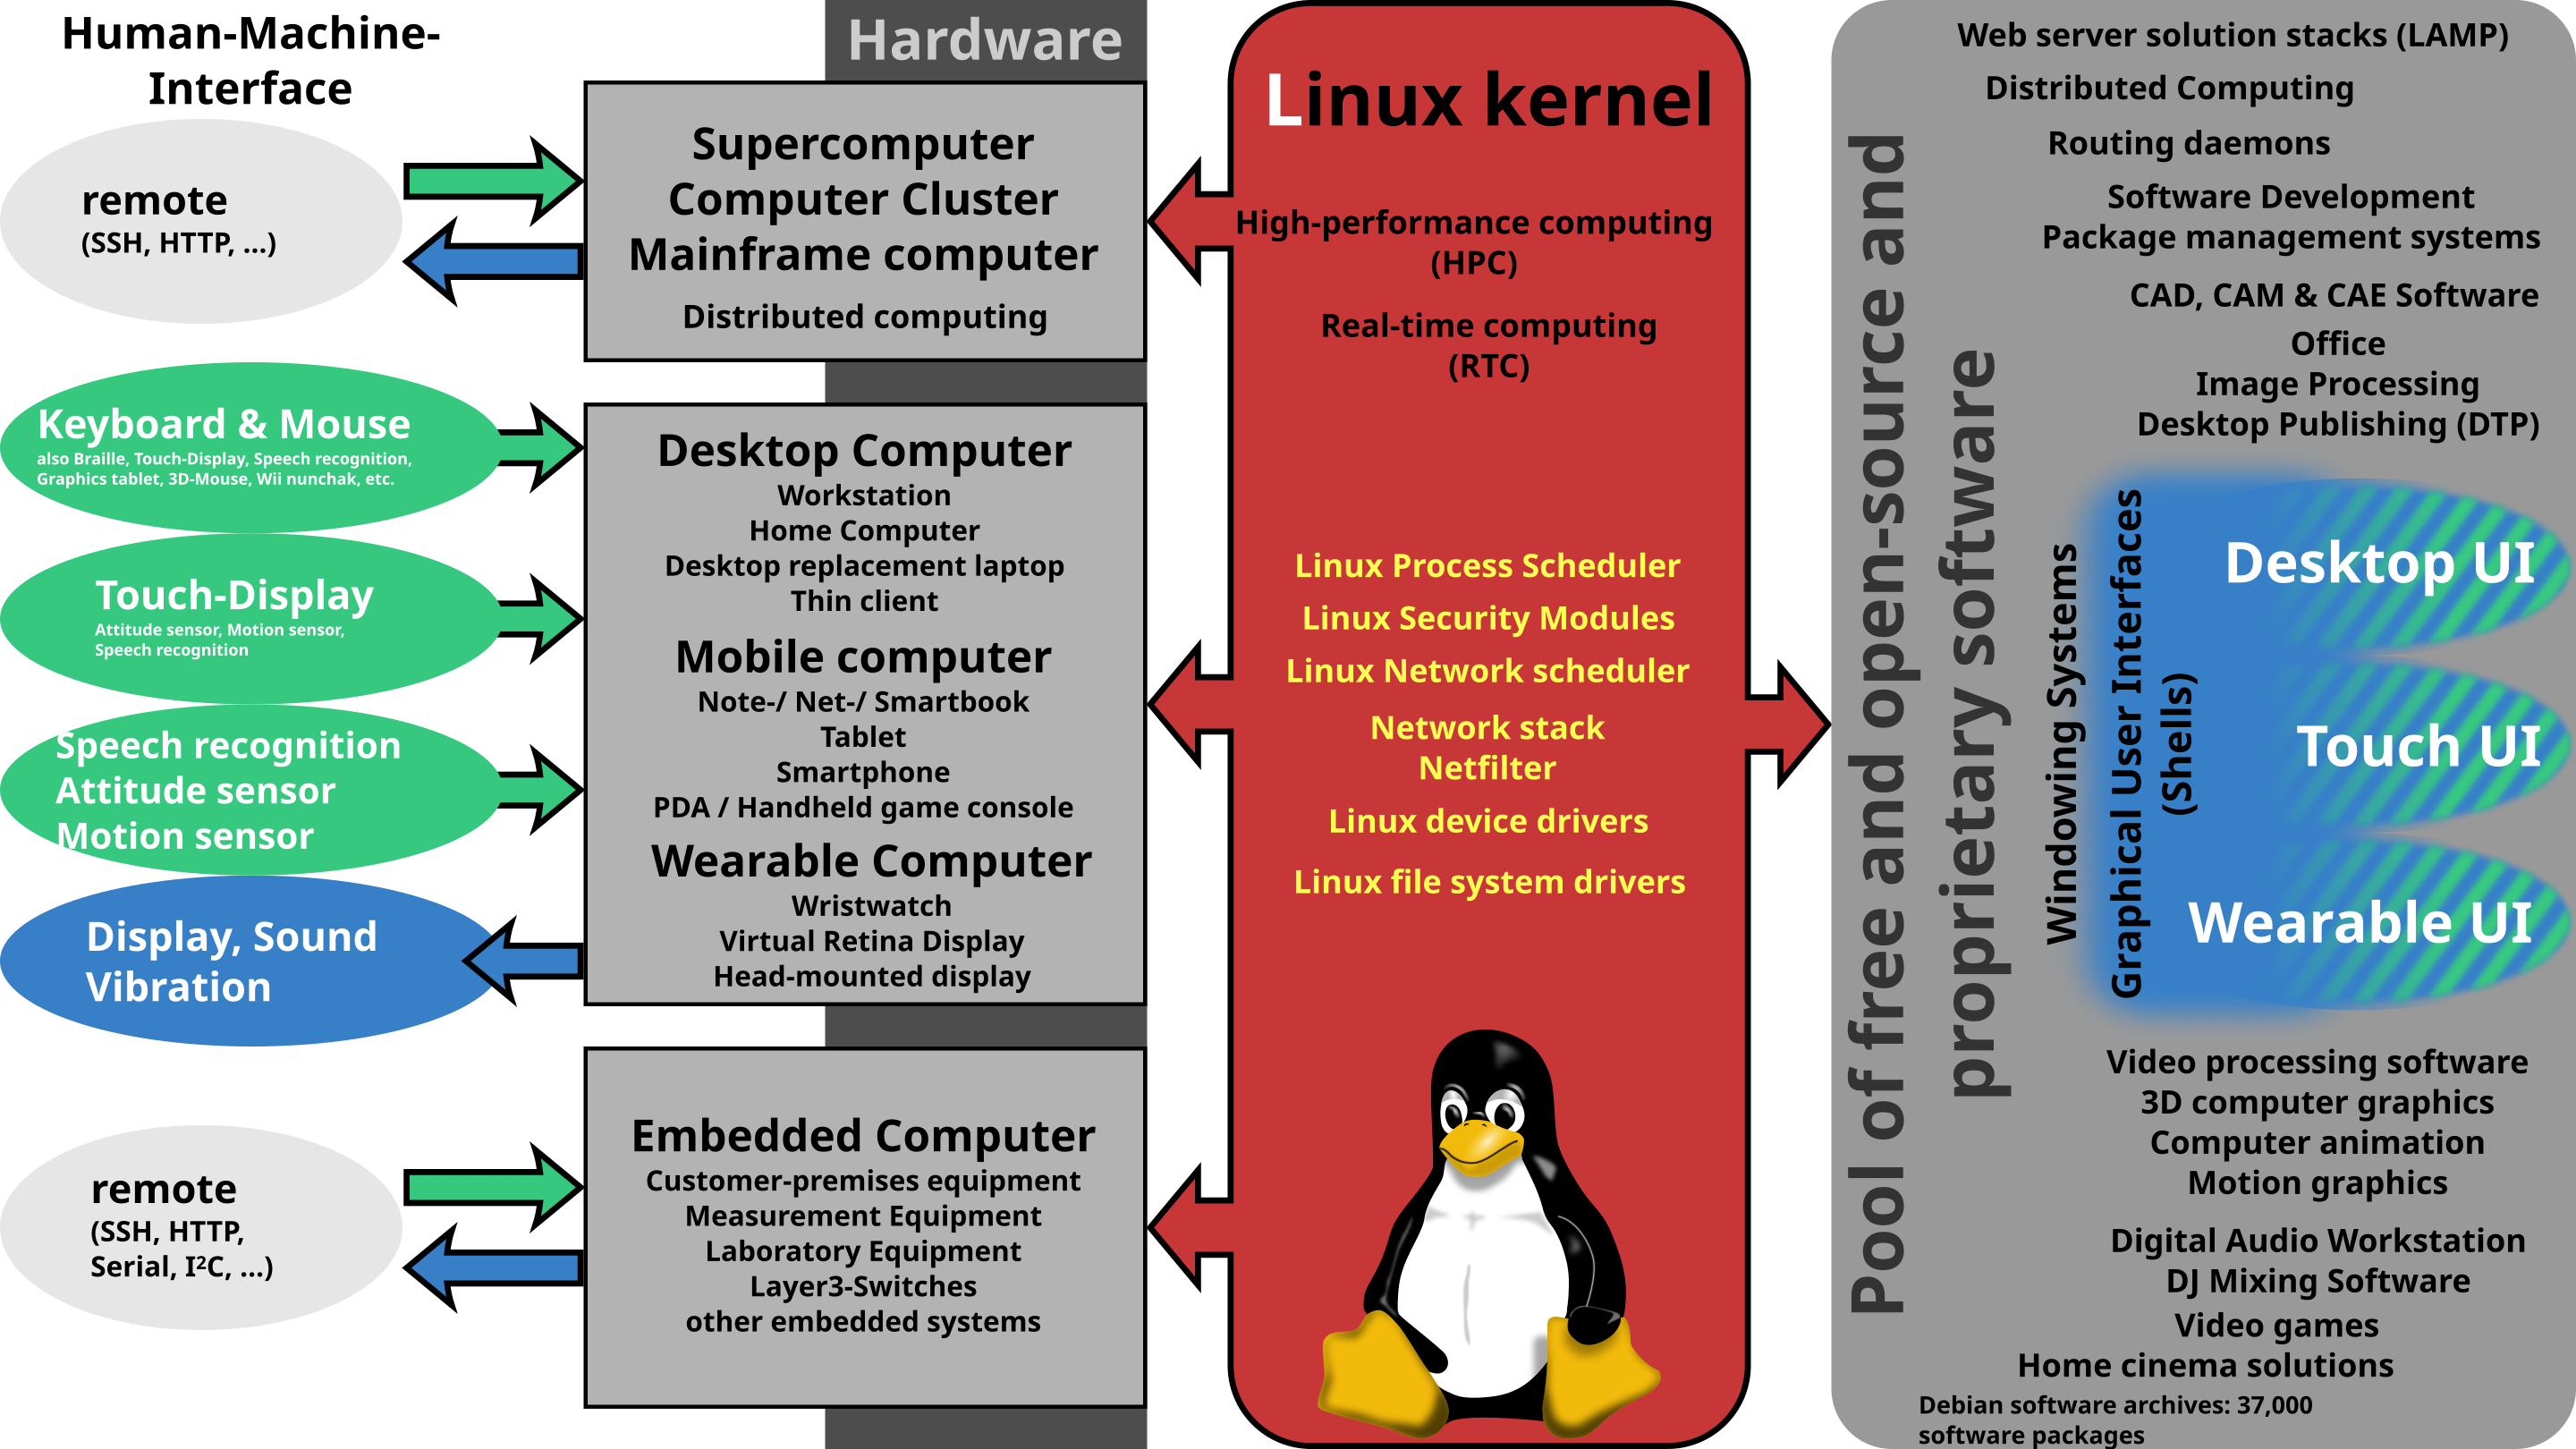 Human-Machine-
Interface
remote
(SSH, HTTP, ...)
Keyboard & Mouse
also Braille, Touch-Display, Speech recognition,
Graphics tablet, 3D-Mouse, Wii nunchak, etc.
Touch-Display
Attitude sensor, Motion sensor,
Speech recognition
Speech recognition
Attitude sensor
Motion sensor
Display, Sound
Vibration
remote
(SSH, HTTP,
Serial, I²C, ...)
Hardware
Supercomputer
Computer Cluster
Mainframe computer
Distributed computing
Desktop Computer
Workstation
Home Computer
Desktop replacement laptop
Thin client
Mobile computer
Note-/ Net-/ Smartbook
Tablet
Smartphone
PDA / Handheld game console
Wearable Computer
Wristwatch
Virtual Retina Display
Head-mounted display
Embedded Computer
Customer-premises equipment
Measurement Equipment
Laboratory Equipment
Layer3-Switches
other embedded systems
Linux kernel
High-performance computing
(HPC)
Real-time computing
(RTC)
Linux Process Scheduler
Linux Security Modules
Linux Network scheduler
Network stack
Netfilter
Linux device drivers
Linux file system drivers
Pool of free and open-source and
proprietary software
Web server solution stacks (LAMP)
Distributed Computing
Routing daemons
Software Development
Package management systems
CAD, CAM & CAE Software
Office
Image Processing
Desktop Publishing (DTP)
Windowing Systems
Graphical User Interfaces
(Shells)
Desktop UI
Touch UI
Wearable UI
Video processing software
3D computer graphics
Computer animation
Motion graphics
Digital Audio Workstation
DJ Mixing Software
Video games
Home cinema solutions
Debian software archives: 37,000
software packages